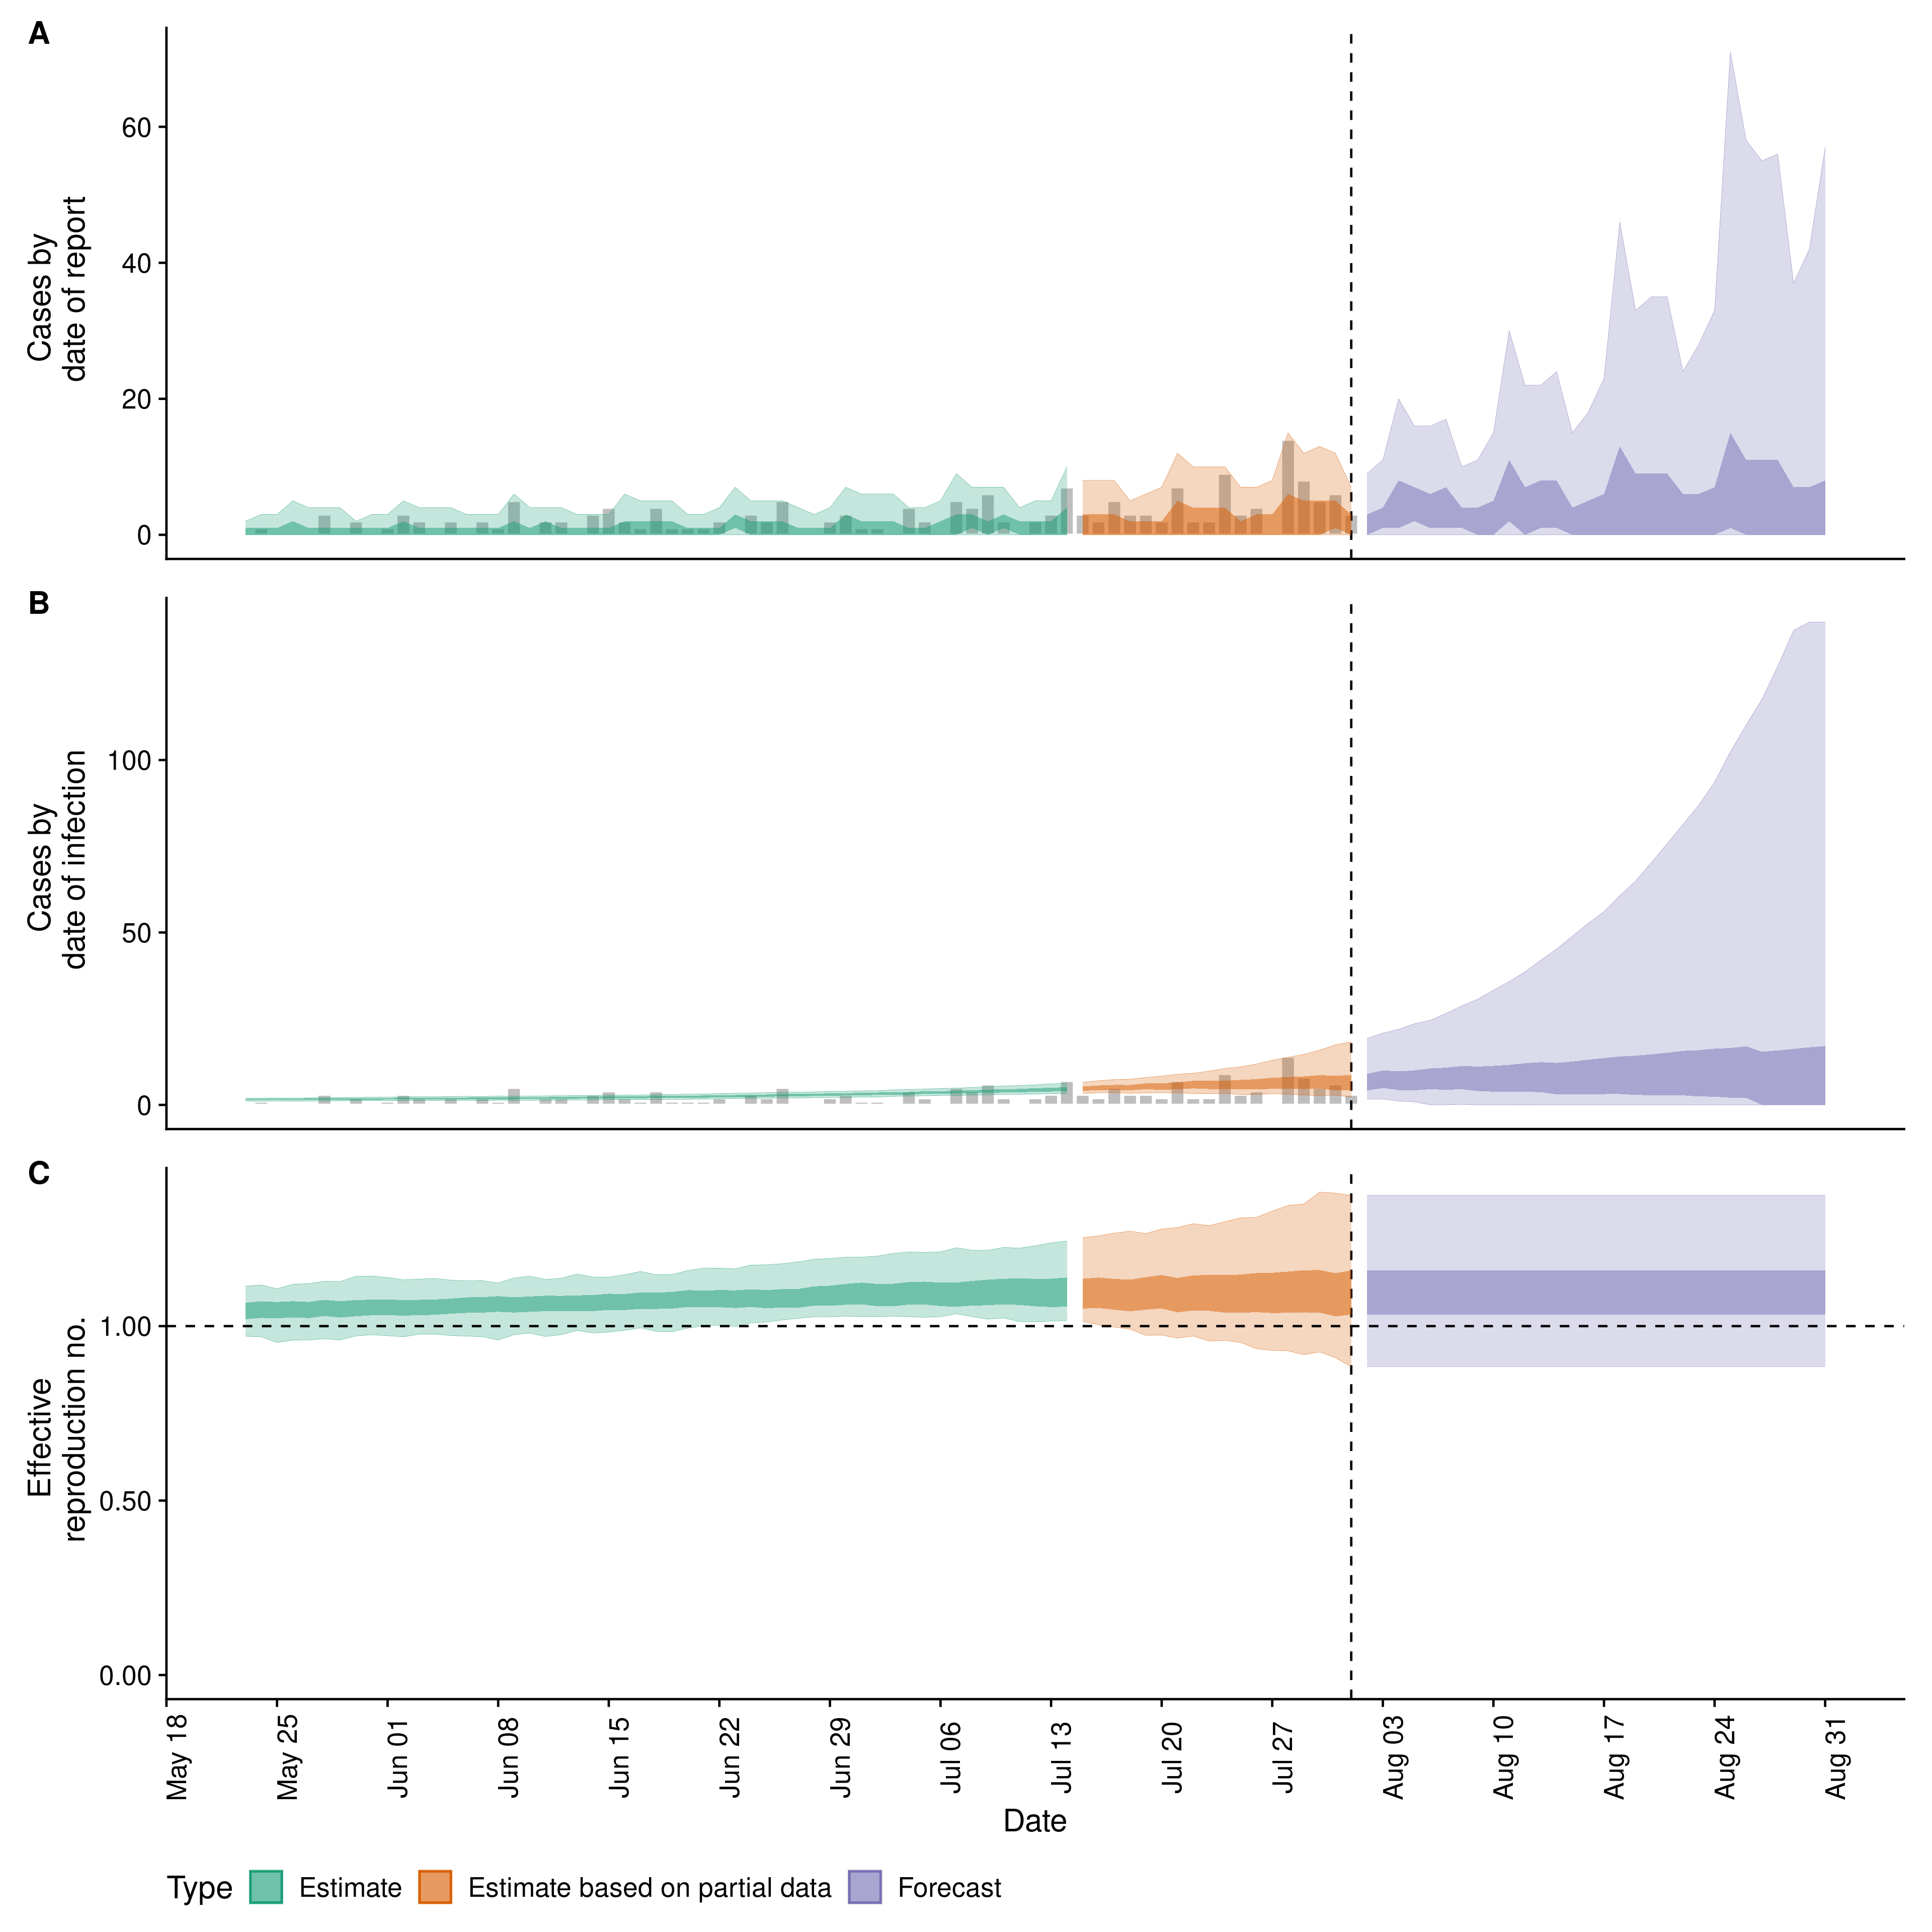 A
Cases by
date of report
60
40
20
0
B
Cases by
date of infection
100
50
0
C
Effective
reproduction no.
1.00
0.50
0.00
May 18
May 25
Jun 01
Jun 08
Jun 15
Jun 22
Jun 29
Jul 06
Jul 13
Jul 20
Jul 27
Aug 03
Aug 10
Aug 17
Aug 24
Aug 31
Date
Type Estimate Estimate based on partial data Forecast